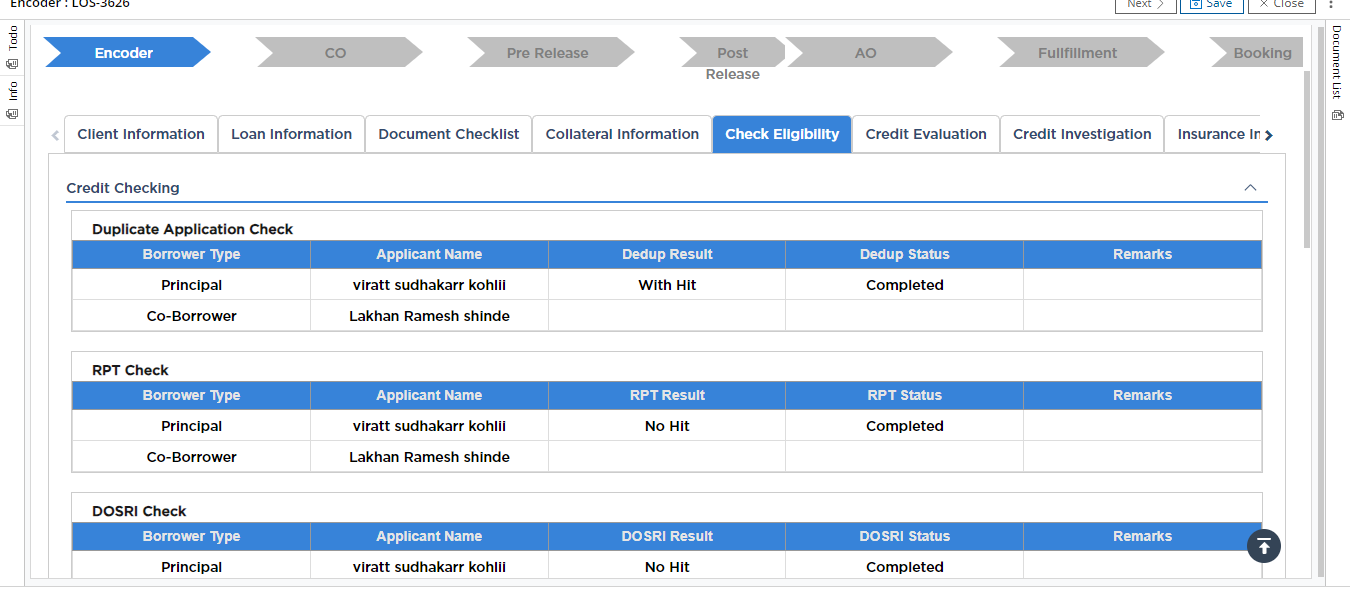 Encoder : LOS-3626
Next
Save
Close
Todo
Info
Document List
Encoder
CO
Pre Release
Post
Release
AO
Fullfillment
Booking
Client Information
Loan Information
Document Checklist
Collateral Information
Check Eligibility
Credit Evaluation
Credit Investigation
Insurance In
Credit Checking
Duplicate Application Check
Borrower Type Applicant Name Dedup Result Dedup Status Remarks
Principal viratt sudhakarr kohlii With Hit Completed
Co-Borrower Lakhan Ramesh shinde
RPT Check
Borrower Type Applicant Name RPT Result RPT Status Remarks
Principal viratt sudhakarr kohlii No Hit Completed
Co-Borrower Lakhan Ramesh shinde
DOSRI Check
Borrower Type Applicant Name DOSRI Result DOSRI Status Remarks
Principal viratt sudhakarr kohlii No Hit Completed